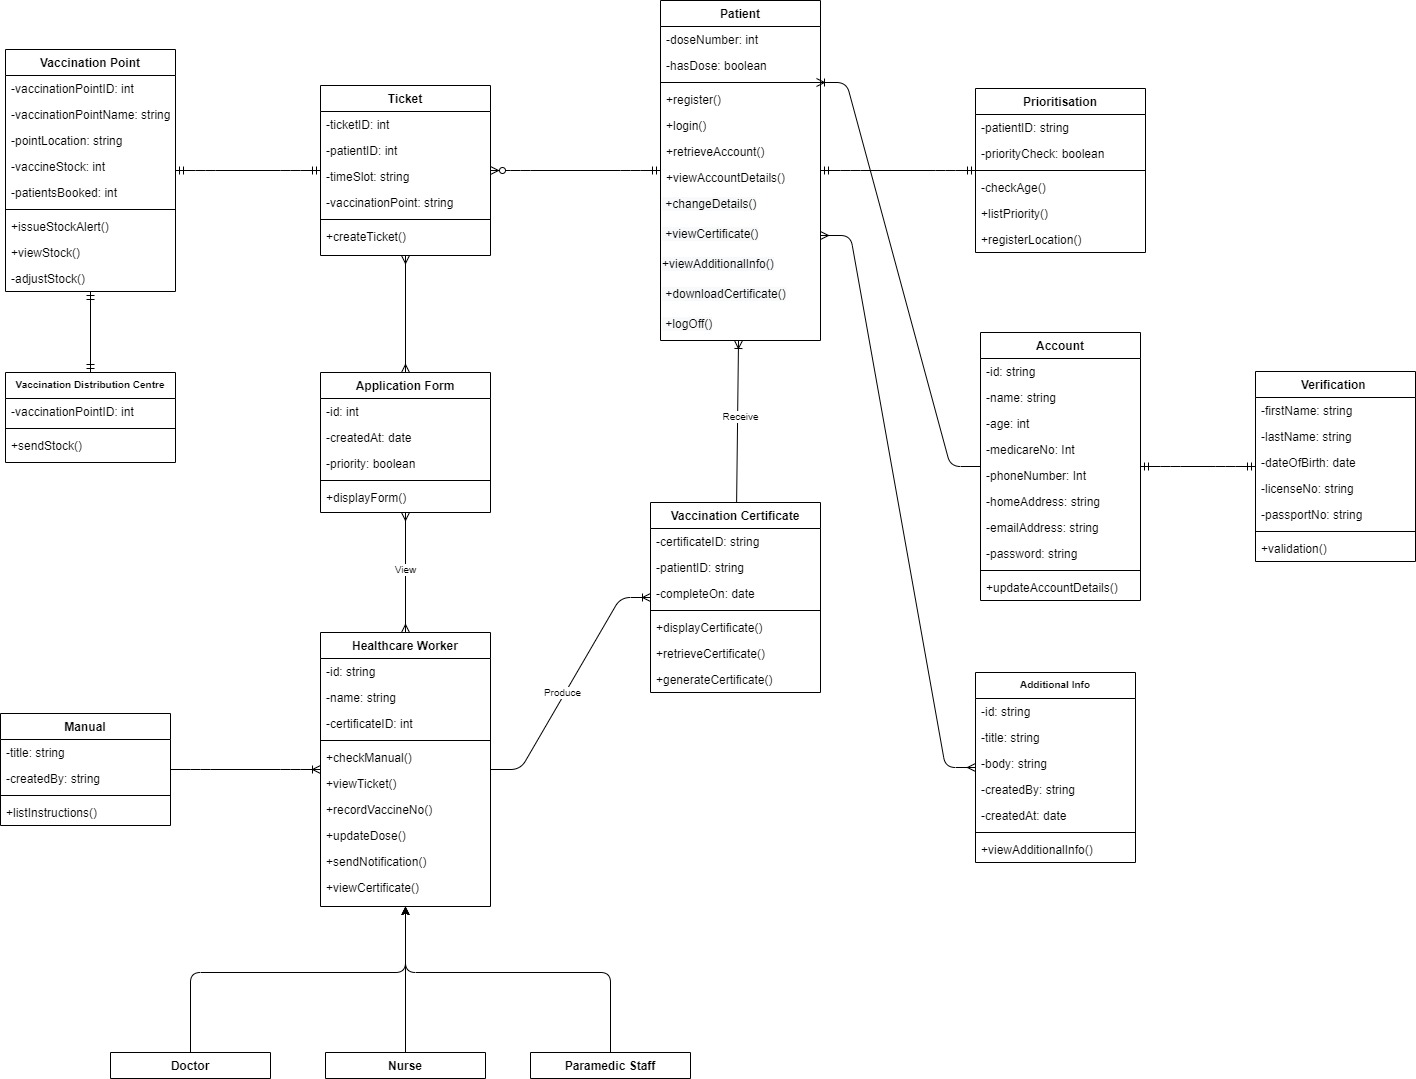 Patient
-doseNumber: int
-hasDose: boolean
+register()
+login()
+retrieveAccount()
+viewAccountDetails()
+changeDetails()
+viewCertificate()
+viewAdditionalInfo()
+downloadCertificate()
+logOff()
Vaccination Point
-vaccinationPointID: int
-vaccinationPointName: string
-pointLocation: string
-vaccineStock: int
-patientsBooked: int
+issueStockAlert()
+viewStock()
-adjustStock()
Ticket
-ticketID: int
-patientID: int
-timeSlot: string
-vaccinationPoint: string
+createTicket()
Prioritisation
-patientID: string
-priorityCheck: boolean
-checkAge()
+listPriority()
+registerLocation()
Vaccination Distribution Centre
-vaccinationPointID: int
+sendStock()
Application Form
-id: int
-createdAt: date
-priority: boolean
+displayForm()
Receive
Account
-id: string
-name: string
-age: int
-medicareNo: Int
-phoneNumber: Int
-homeAddress: string
-emailAddress: string
-password: string
+updateAccountDetails()
Verification
-firstName: string
-lastName: string
-dateOfBirth: date
-licenseNo: string
-passportNo: string
+validation()
Vaccination Certificate
-certificateID: string
-patientID: string
-completeOn: date
+displayCertificate()
+retrieveCertificate()
+generateCertificate()
View
Healthcare Worker
-id: string
-name: string
-certificateID: int
+checkManual()
+viewTicket()
+recordVaccineNo()
+updateDose()
+sendNotification()
+viewCertificate()
Produce
Manual
-title: string
-createdBy: string
+listInstructions()
Additional Info
-id: string
-title: string
-body: string
-createdBy: string
-createdAt: date
+viewAdditionalInfo()
Doctor
Nurse
Paramedic Staff